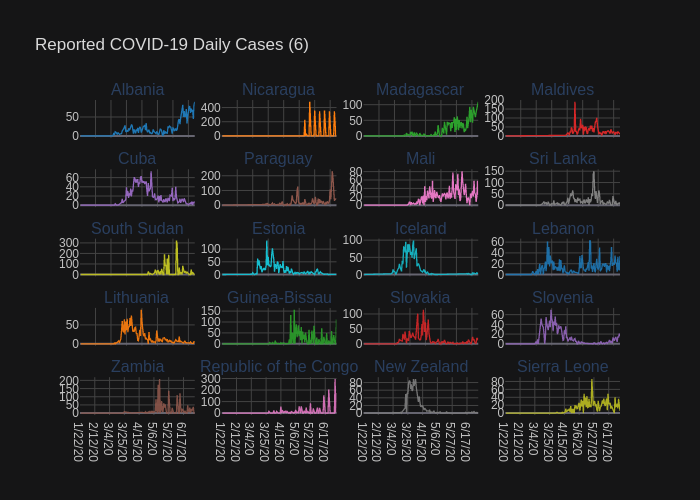 Reported COVID-19 Daily Cases (6)
Albania Nicaragua Madagascar Maldives
50 0
400 200 0
100 50 0
200 150 100 50 0
Cuba Paraguay Mali Sri Lanka
60 40 20 0
200 100 0
80 60 40 20 0
150 100 50 0
South Sudan Estonia Iceland Lebanon
300 200 100 0
100 50 0
100 50 0
60 40 20 0
Lithuania Guinea-Bissau Slovakia Slovenia
50 0
150 100 50 0
100 50 0
60 40 20 0
Zambia Republic of the Congo New Zealand Sierra Leone
200 150 100 50 0
300 200 100 0
80 60 40 20 0
80 60 40 20 0
1/22/20 2/12/20 3/4/20 3/25/20 4/15/20 5/6/20 5/27/20 6/17/20
1/22/20 2/12/20 3/4/20 3/25/20 4/15/20 5/6/20 5/27/20 6/17/20
1/22/20 2/12/20 3/4/20 3/25/20 4/15/20 5/6/20 5/27/20 6/17/20
1/22/20 2/12/20 3/4/20 3/25/20 4/15/20 5/6/20 5/27/20 6/17/20